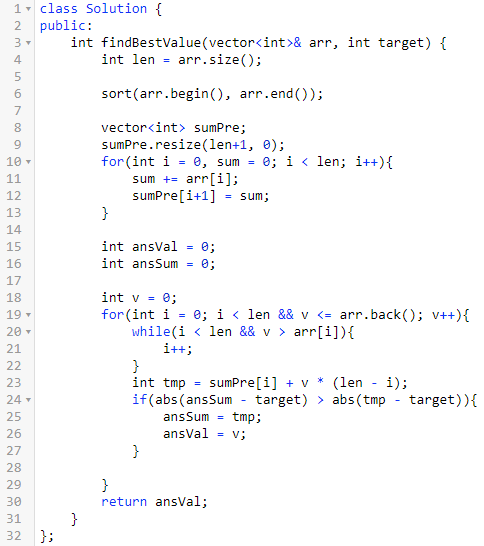 1 class Solution {
2 public:
3     int findBestValue(vector<int>& arr, int target) {
4         int len = arr.size();
5
6         sort(arr.begin(), arr.end());
7
8         vector<int> sumPre;
9         sumPre.resize(len+1, 0);
10         for(int i = 0, sum = 0; i < len; i++){
11             sum += arr[i];
12             sumPre[i+1] = sum;
13         }
14
15         int ansVal = 0;
16         int ansSum = 0;
17
18         int v = 0;
19         for(int i = 0; i < len && v <= arr.back(); v++){
20             while(i < len && v > arr[i]){
21                 i++;
22             }
23             int tmp = sumPre[i] + v * (len - i);
24             if(abs(ansSum - target) > abs(tmp - target)){
25                 ansSum = tmp;
26                 ansVal = v;
27             }
28
29         }
30         return ansVal;
31     }
32 };